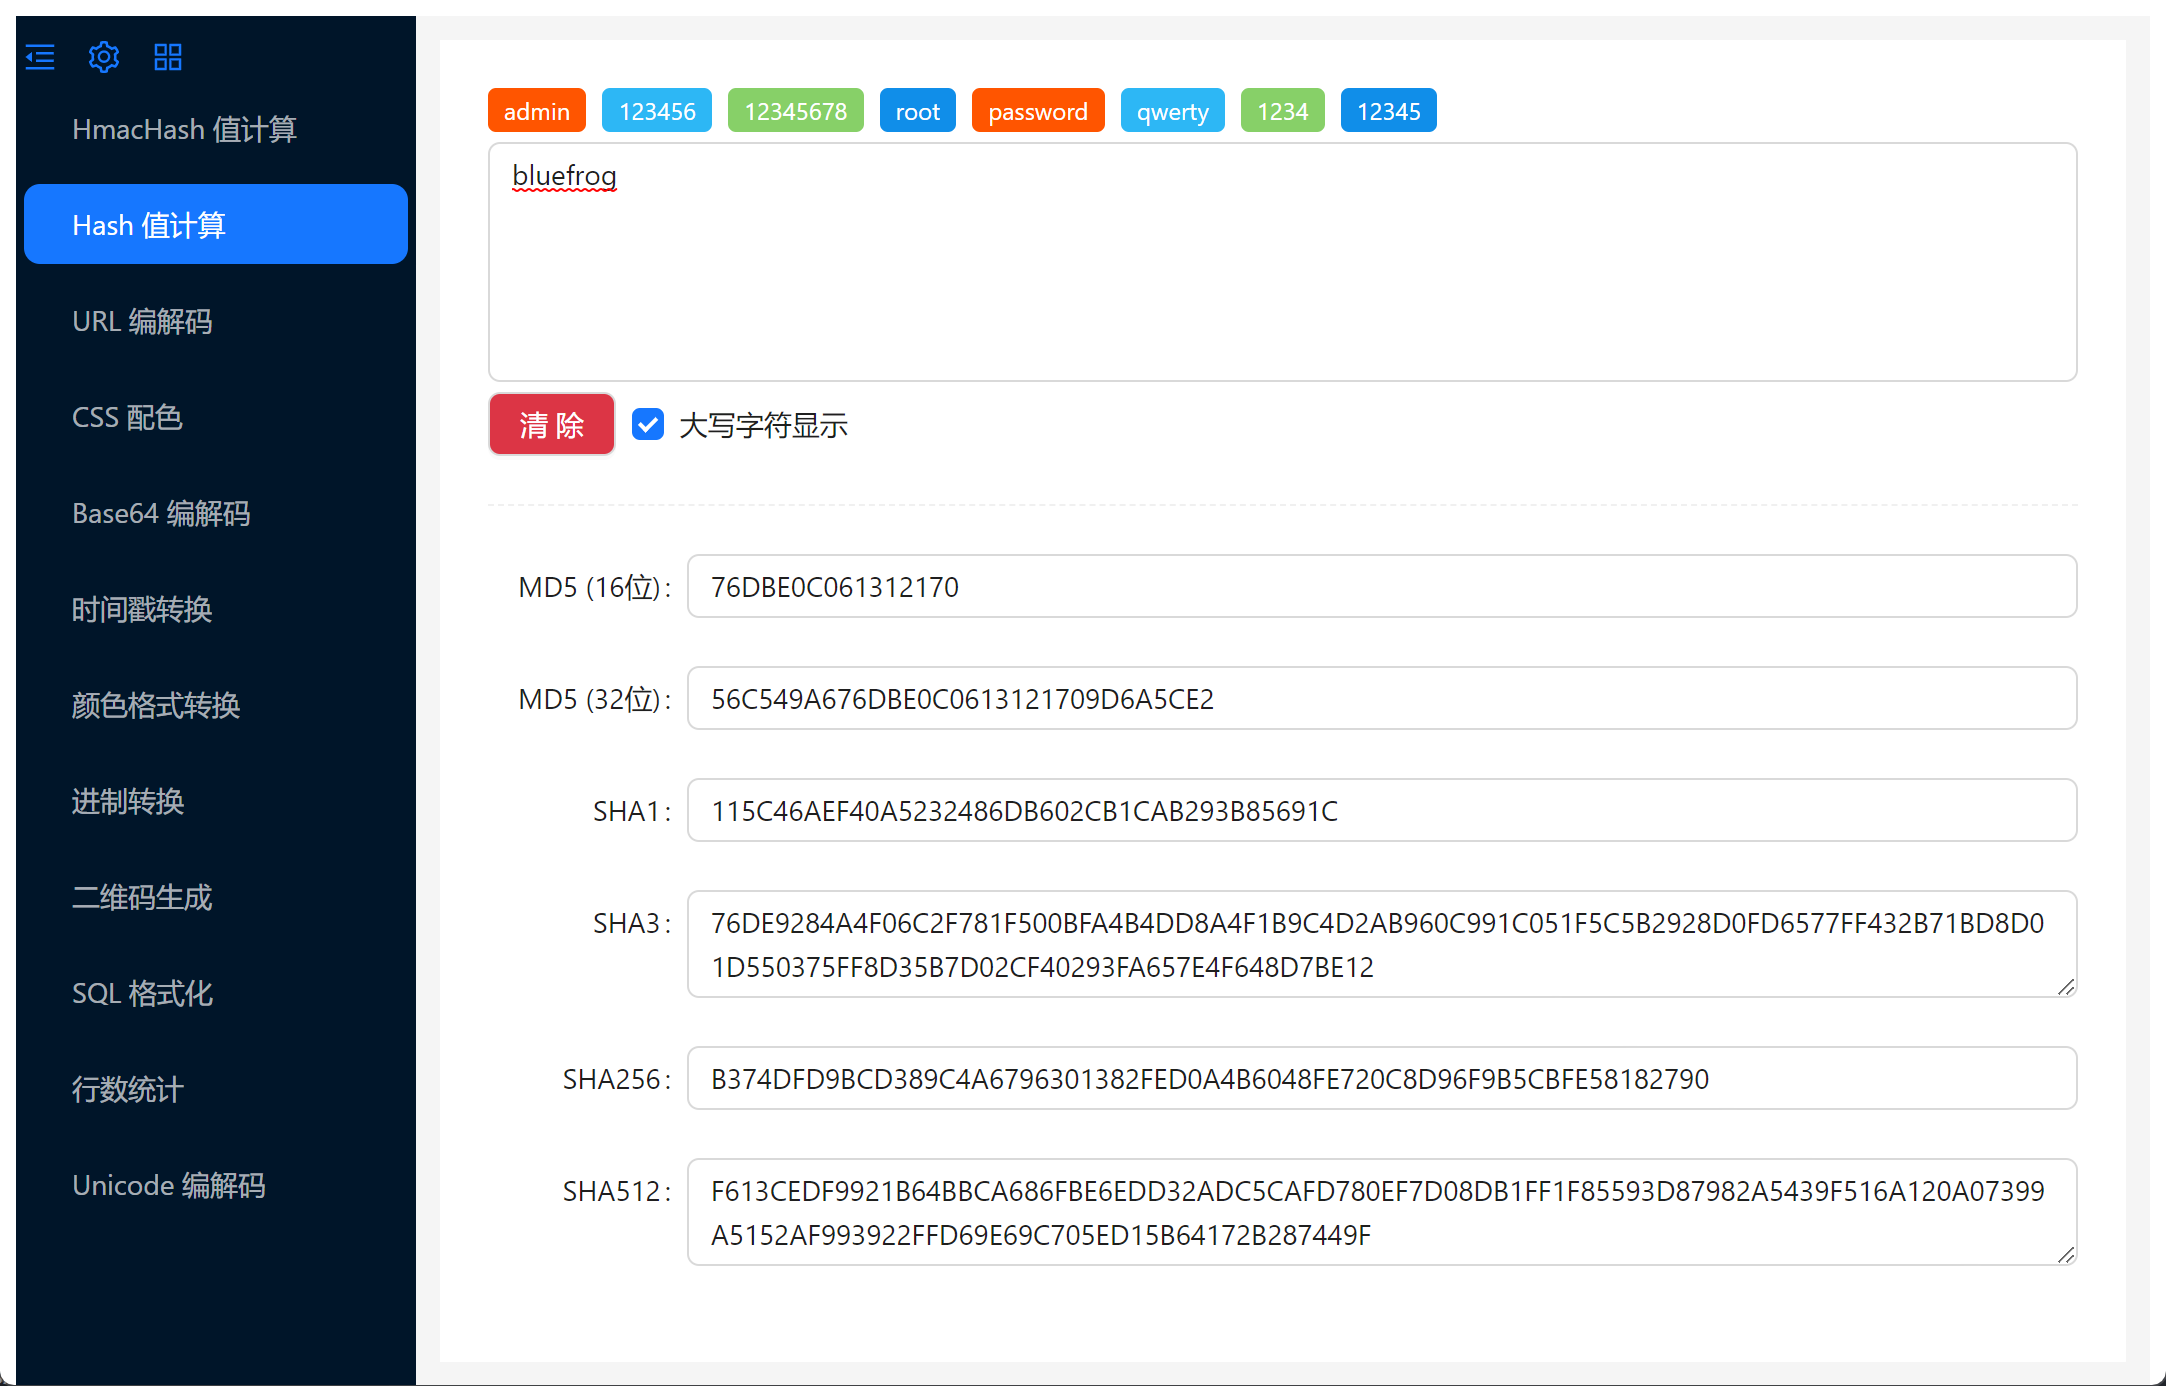 HmacHash 值计算
Hash 值计算
URL 编解码
CSS 配色
Base64 编解码
时间戳转换
颜色格式转换
进制转换
二维码生成
SQL 格式化
行数统计
Unicode 编解码
admin 123456 12345678 root password qwerty 1234 12345
bluefrog
清 除 大写字符显示
MD5 (16位) : 76DBE0C061312170
MD5 (32位) : 56C549A676DBE0C0613121709D6A5CE2
SHA1 : 115C46AEF40A5232486DB602CB1CAB293B85691C
SHA3 : 76DE9284A4F06C2F781F500BFA4B4DD8A4F1B9C4D2AB960C991C051F5C5B2928D0FD6577FF432B71BD8D0
1D550375FF8D35B7D02CF40293FA657E4F648D7BE12
SHA256 : B374DFD9BCD389C4A6796301382FED0A4B6048FE720C8D96F9B5CBFE58182790
SHA512 : F613CEDF9921B64BBCA686FBE6EDD32ADC5CAFD780EF7D08DB1FF1F85593D87982A5439F516A120A07399
A5152AF993922FFD69E69C705ED15B64172B287449F